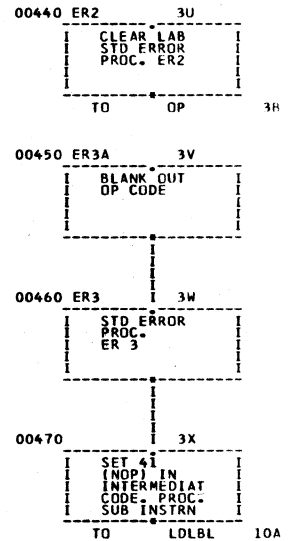 00440 ER2 3U
CLEAR LAB
STD ERROR
PROC. ER2
TO OP 3B
00450 ER3A 3V
BLANK OUT
OP CODE
00460 ER3 3W
STD ERROR
PROC.
ER 3
00470 3X
SET 41
(NOP) IN
INTERMEDIAT
CODE. PROC.
SUB INSTRN
TO LDLBL 10A